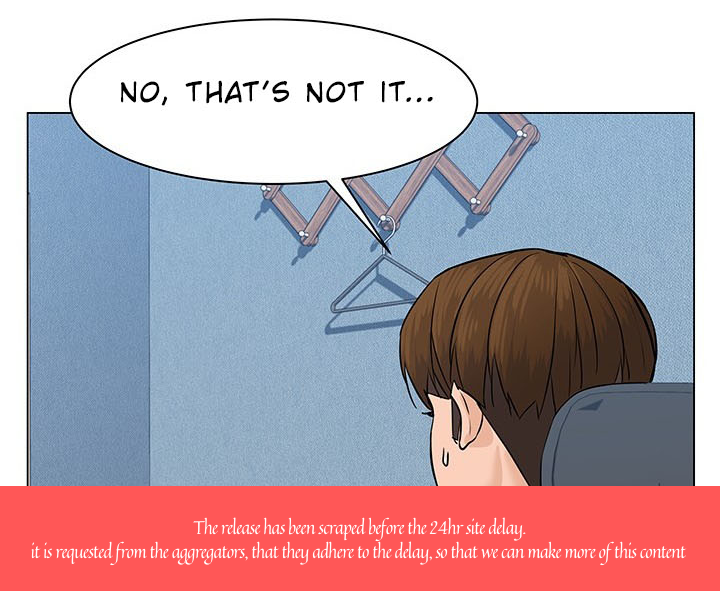 NO, THAT'S NOT IT...
The release has been scraped before the 24hr site delay.
it is requested from the aggregators, that they adhere to the delay, so that we can make more of this content